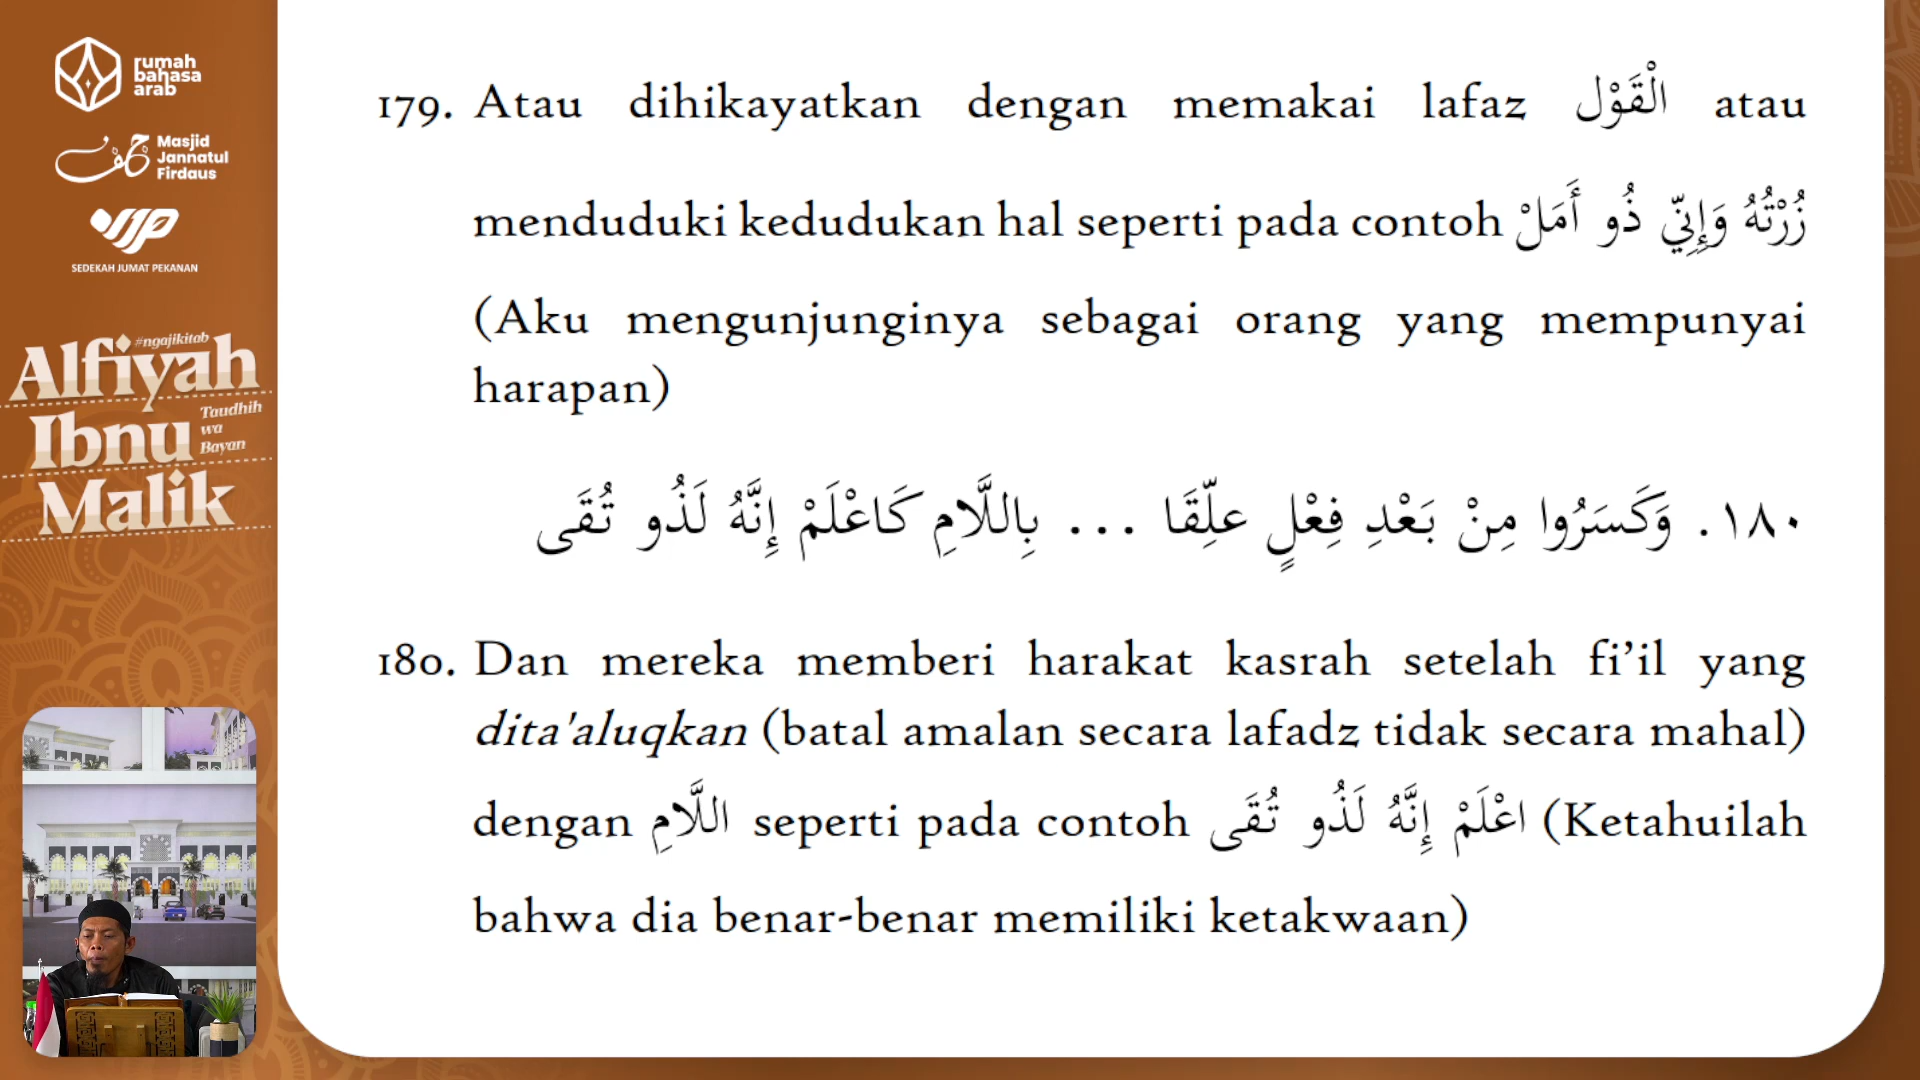 rumah
bahasa
arab
Masjid
Jannatul
Firdaus
VIP
SEDEKAH JUMAT PEKANAN
#ngajikitab
Alfiyah
Ibnu
Taudhih
wa
Bayan
Malik
179. Atau dihikayatkan dengan memakai lafaz الْقَوْل atau
menduduki kedudukan hal seperti pada contoh زُرْتُهُ وَإِنِّيْ ذُو أَمَلْ
(Aku mengunjunginya sebagai orang yang mempunyai
harapan)
١٨٠. وَكَسَرُوا مِنْ بَعْدِ فِعْلٍ علِّقَا ... بِاللَّامِ كَاعْلَمْ إِنَّهُ لَذُو تُقَى
180. Dan mereka memberi harakat kasrah setelah fi’il yang
dita'aluqkan (batal amalan secara lafadz tidak secara mahal)
dengan اللَّامِ seperti pada contoh اعْلَمْ إِنَّهُ لَذُو تُقَى (Ketahuilah
bahwa dia benar-benar memiliki ketakwaan)